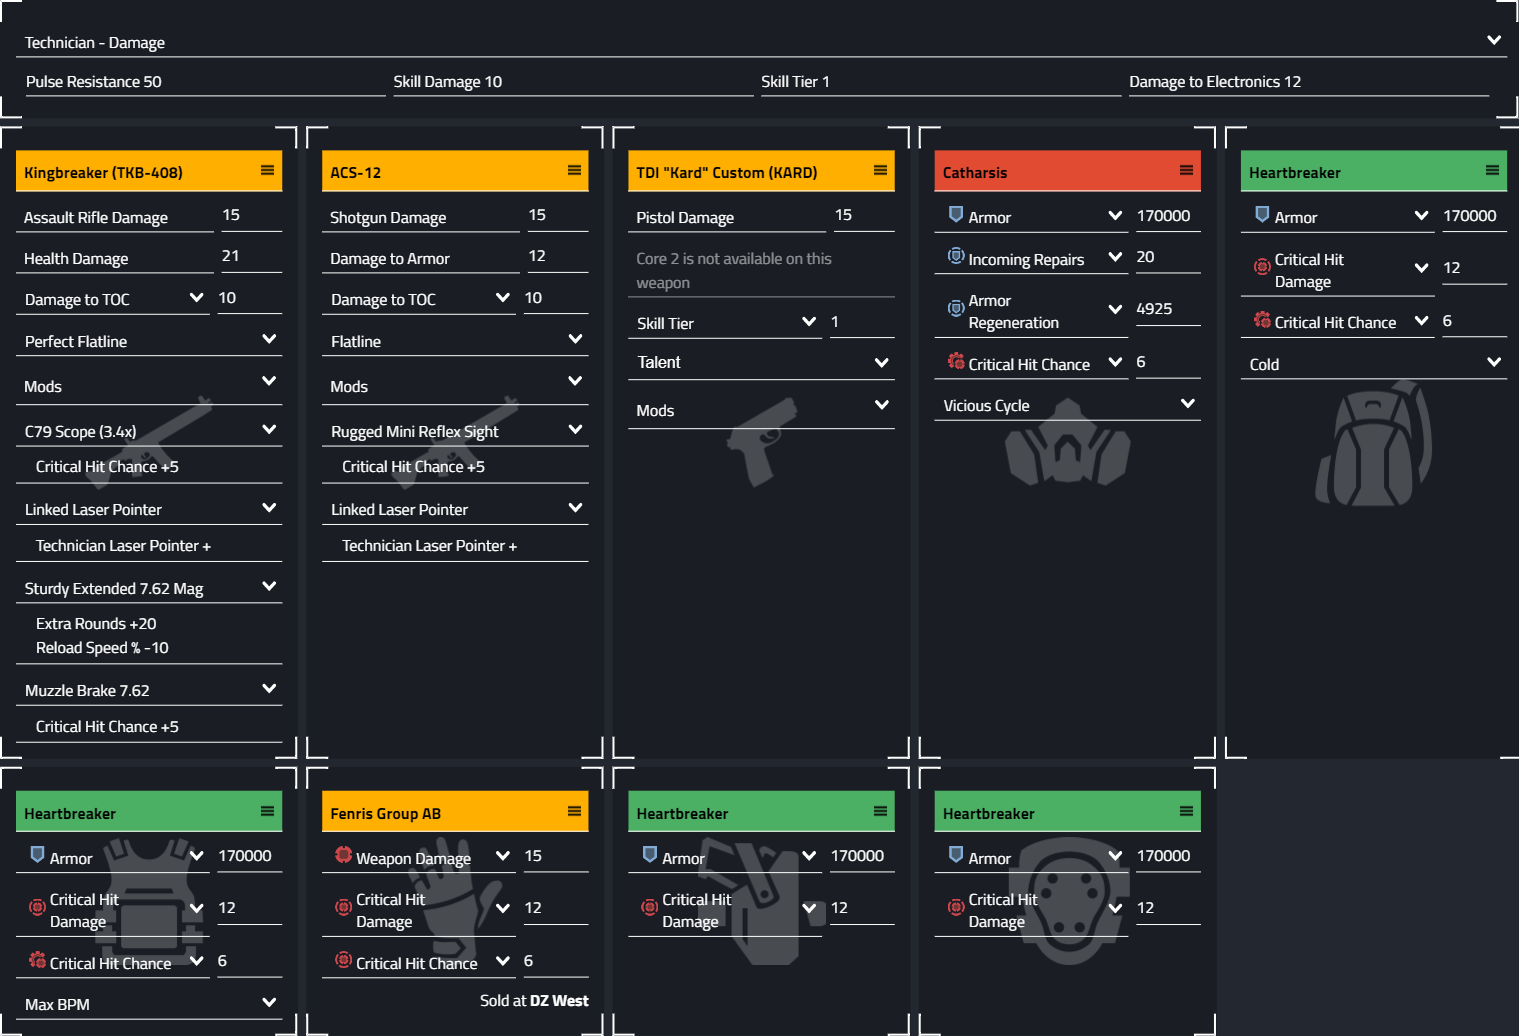 Technician - Damage
Pulse Resistance 50
Skill Damage 10
Skill Tier 1
Damage to Electronics 12
Kingbreaker (TKB-408)
Assault Rifle Damage 15
Health Damage 21
Damage to TOC 10
Perfect Flatline
Mods
C79 Scope (3.4x)
Critical Hit Chance +5
Linked Laser Pointer
Technician Laser Pointer +
Sturdy Extended 7.62 Mag
Extra Rounds +20
Reload Speed % -10
Muzzle Brake 7.62
Critical Hit Chance +5
ACS-12
Shotgun Damage 15
Damage to Armor 12
Damage to TOC 10
Flatline
Mods
Rugged Mini Reflex Sight
Critical Hit Chance +5
Linked Laser Pointer
Technician Laser Pointer +
TDI "Kard" Custom (KARD)
Pistol Damage 15
Core 2 is not available on this
weapon
Skill Tier 1
Talent
Mods
Catharsis
Armor 170000
Incoming Repairs 20
Armor
Regeneration 4925
Critical Hit Chance 6
Vicious Cycle
Heartbreaker
Armor 170000
Critical Hit
Damage 12
Critical Hit Chance 6
Cold
Heartbreaker
Armor 170000
Critical Hit
Damage 12
Critical Hit Chance 6
Max BPM
Fenris Group AB
Weapon Damage 15
Critical Hit
Damage 12
Critical Hit Chance 6
Sold at DZ West
Heartbreaker
Armor 170000
Critical Hit
Damage 12
Heartbreaker
Armor 170000
Critical Hit
Damage 12